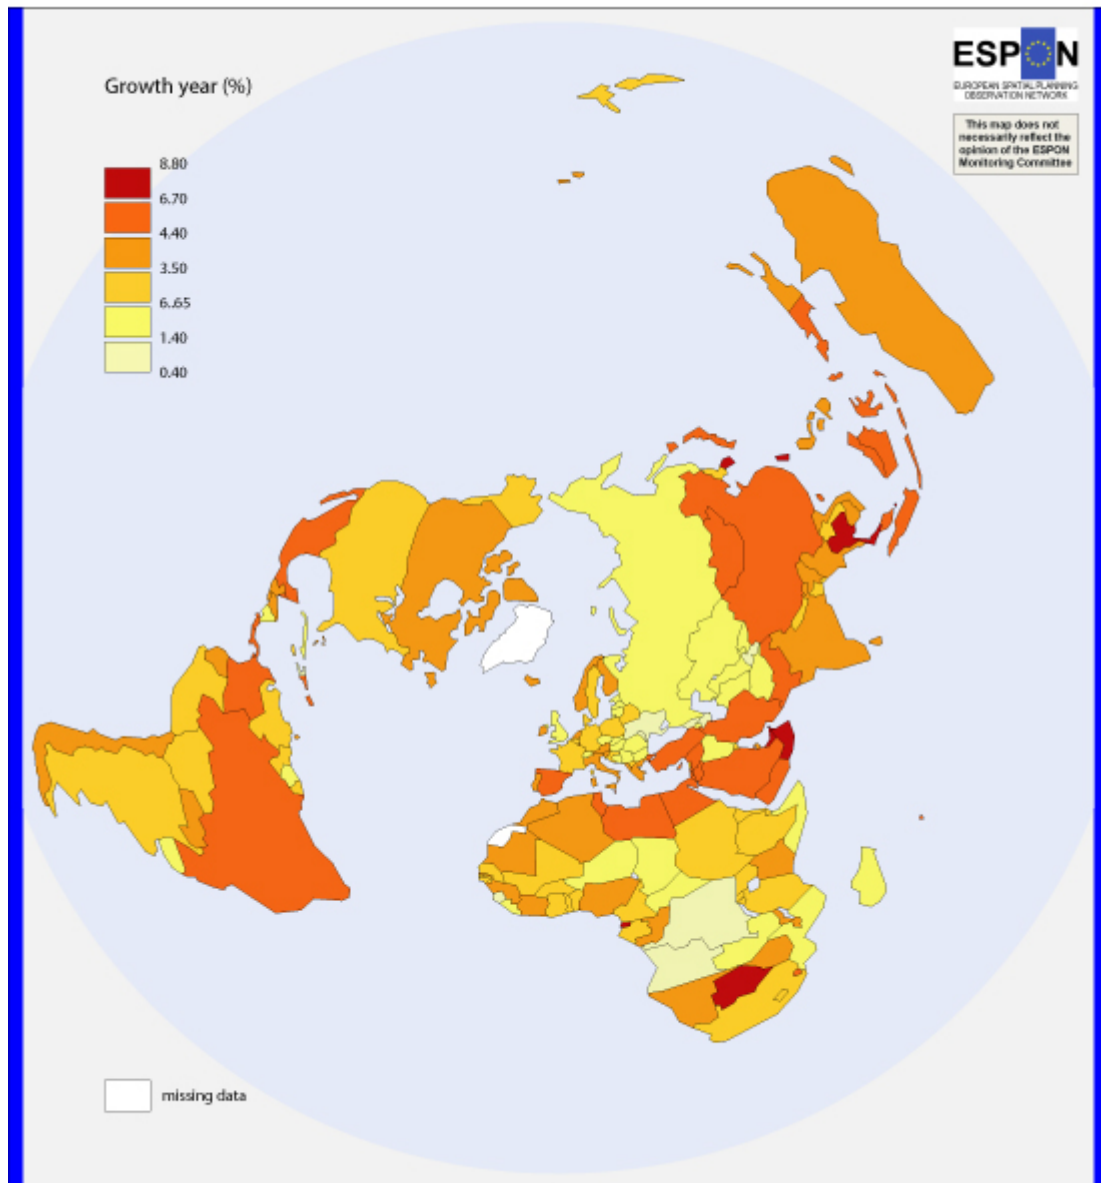 Growth year (%)
8.80
6.70
4.40
3.50
6.65
1.40
0.40
ESPON
EUROPEAN SPATIAL PLANNING
OBSERVATION NETWORK
This map does not
necessarily reflect the
opinion of the ESPON
Monitoring Committee
missing data